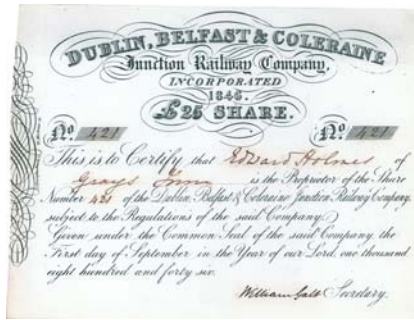 DUBLIN, BELFAST & COLERAINE
Junction Railway Company,
INCORPORATED
1846.
£25 SHARE.
No 421 No 421
This is to Certify that Edward Holmes of
Grays Inn is the Proprietor of the Share
Number 421 of the Dublin, Belfast & Coleraine Junction Railway Company,
subject to the Regulations of the said Company.
Given under the Common Seal of the said Company, the
First day of September in the Year of our Lord, one thousand
eight hundred and forty six.
William Galt Secretary.